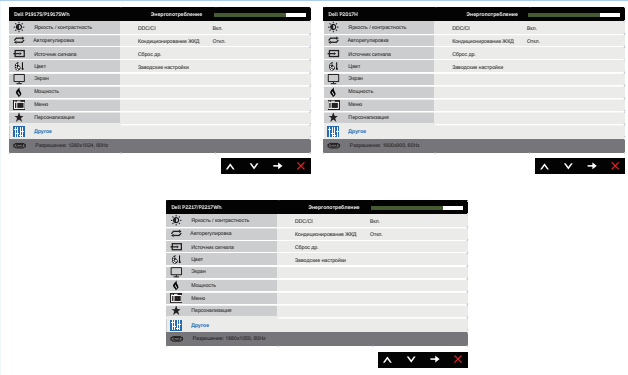 Dell P1917S/P1917SWh Энергопотребление
Яркость / контрастность DDC/CI Вкл.
Авторегулировка Кондиционирование ЖКД Откл.
Источник сигнала Сброс др.
Цвет Заводские настройки
Экран
Мощность
Меню
Персонализация
Другое
Разрешение: 1280x1024, 60Hz
Dell P2017H Энергопотребление
Яркость / контрастность DDC/CI Вкл.
Авторегулировка Кондиционирование ЖКД Откл.
Источник сигнала Сброс др.
Цвет Заводские настройки
Экран
Мощность
Меню
Персонализация
Другое
Разрешение: 1600x900, 60Hz
Dell P2217/P2217Wh Энергопотребление
Яркость / контрастность DDC/CI Вкл.
Авторегулировка Кондиционирование ЖКД Откл.
Источник сигнала Сброс др.
Цвет Заводские настройки
Экран
Мощность
Меню
Персонализация
Другое
Разрешение: 1680x1050, 60Hz